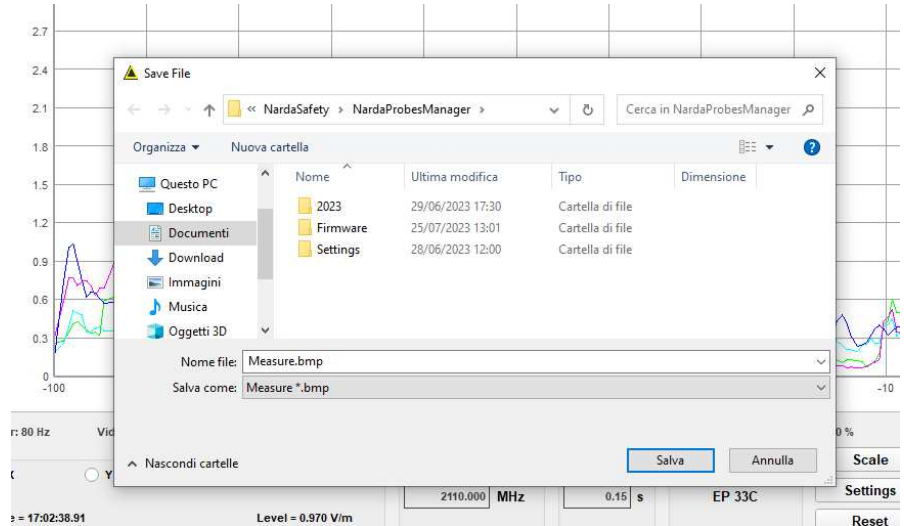 2.7
2.4
Save File
« NardaSafety > NardaProbesManager >
Cerca in NardaProbesManager
2.1
1.8
Organizza Nuova cartella
Nome Ultima modifica Tipo Dimensione
1.5
Questo PC
Desktop
Documenti
Download
Immagini
Musica
Oggetti 3D
2023 29/06/2023 17:30 Cartella di file
Firmware 25/07/2023 13:01 Cartella di file
Settings 28/06/2023 12:00 Cartella di file
1.2
0.9
0.6
0.3
0
-100
-10
Nome file: Measure.bmp
Salva come: Measure *.bmp
r: 80 Hz Vid
0 %
Nascondi cartelle
Salva Annulla
Scale
Y
2110.000 MHz 0.15 s EP 33C
Settings
e = 17:02:38.91 Level = 0.970 V/m
Reset